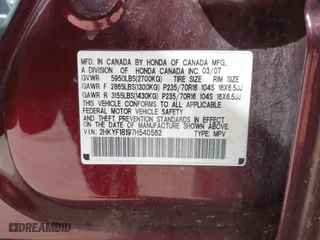 MFD. IN CANADA BY HONDA OF CANADA MFG.
A DIVISION OF HONDA CANADA INC. 03/07
GVWR 5950LBS(2700KG) TIRE SIZE RIM SIZE
GAWR F 2865LBS(1300KG) P235/70R16 104S 16X6.5JJ
GAWR R 3155LBS(1430KG) P235/70R16 104S 16X6.5JJ
THIS VEHICLE CONFORMS TO ALL APPLICABLE
FEDERAL MOTOR VEHICLE SAFETY
AND THEFT PREVENTION STANDARDS IN EFFECT
ON THE DATE OF MANUFACTURE SHOWN ABOVE.
V.I.N.: 2HKYF18197H540562 TYPE: MPV
DREAMBID